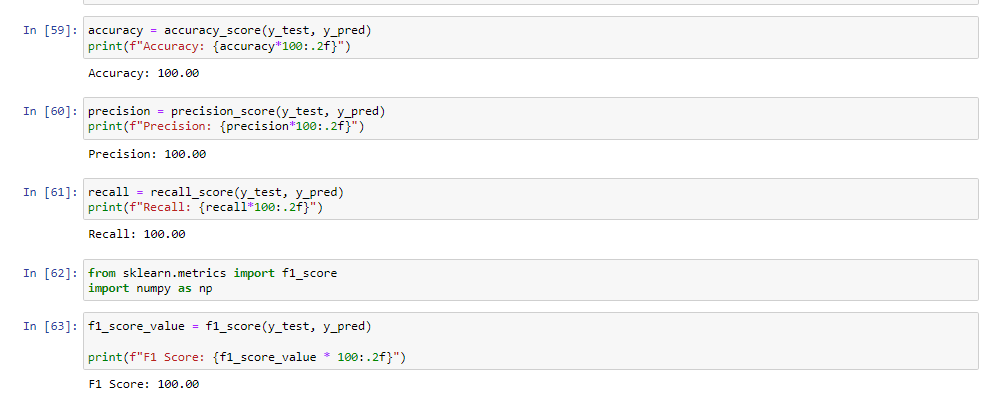 In [59]: accuracy = accuracy_score(y_test, y_pred)
print(f"Accuracy: {accuracy*100:.2f}")
Accuracy: 100.00
In [60]: precision = precision_score(y_test, y_pred)
print(f"Precision: {precision*100:.2f}")
Precision: 100.00
In [61]: recall = recall_score(y_test, y_pred)
print(f"Recall: {recall*100:.2f}")
Recall: 100.00
In [62]: from sklearn.metrics import f1_score
import numpy as np
In [63]: f1_score_value = f1_score(y_test, y_pred)
print(f"F1 Score: {f1_score_value * 100:.2f}")
F1 Score: 100.00